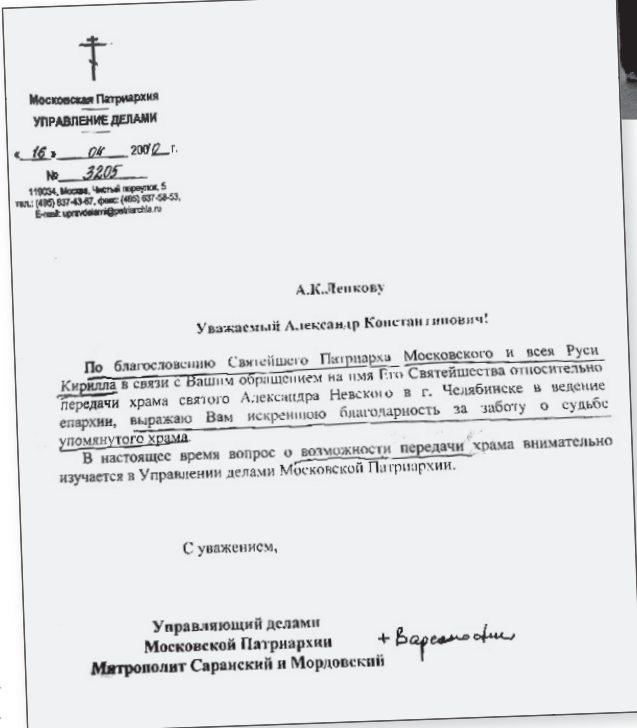 Московская Патриархия
УПРАВЛЕНИЕ ДЕЛАМИ
« 16 » 04 2010 г.
№ 3205
119034, Москва, Чистый переулок, 5
тел.: (495) 637-43-67, факс: (495) 637-58-53,
E-mail: upravdelami@patriarchia.ru
А.К.Ленкову
Уважаемый Александр Константинович!
По благословению Святейшего Патриарха Московского и всея Руси
Кирилла в связи с Вашим обращением на имя Его Святейшества относительно
передачи храма святого Александра Невского в г. Челябинске в ведение
епархии, выражаю Вам искреннюю благодарность за заботу о судьбе
упомянутого храма.
В настоящее время вопрос о возможности передачи храма внимательно
изучается в Управлении делами Московской Патриархии.
С уважением,
Управляющий делами
Московской Патриархии
Митрополит Саранский и Мордовский
+ Варсонофий